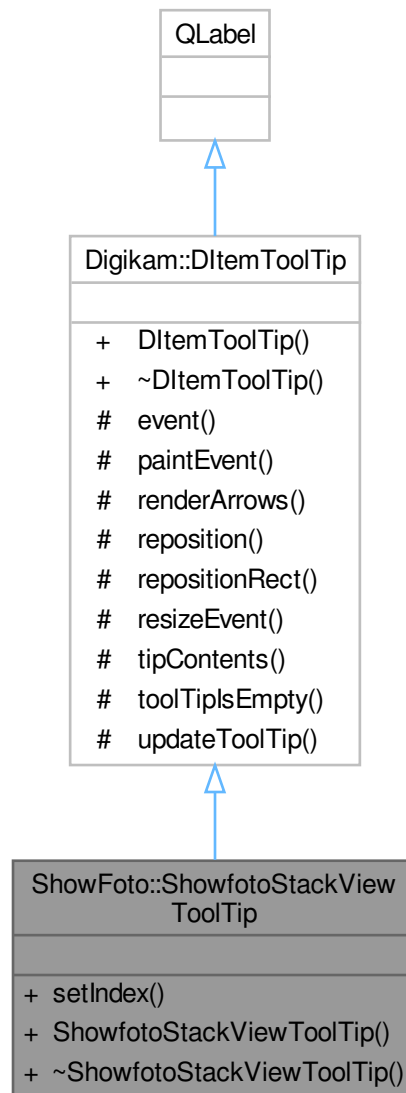 QLabel
Digikam::DItemToolTip
+ DItemToolTip()
+ ~DItemToolTip()
# event()
# paintEvent()
# renderArrows()
# reposition()
# repositionRect()
# resizeEvent()
# tipContents()
# toolTipIsEmpty()
# updateToolTip()
ShowFoto::ShowfotoStackView
ToolTip
+ setIndex()
+ ShowfotoStackViewToolTip()
+ ~ShowfotoStackViewToolTip()